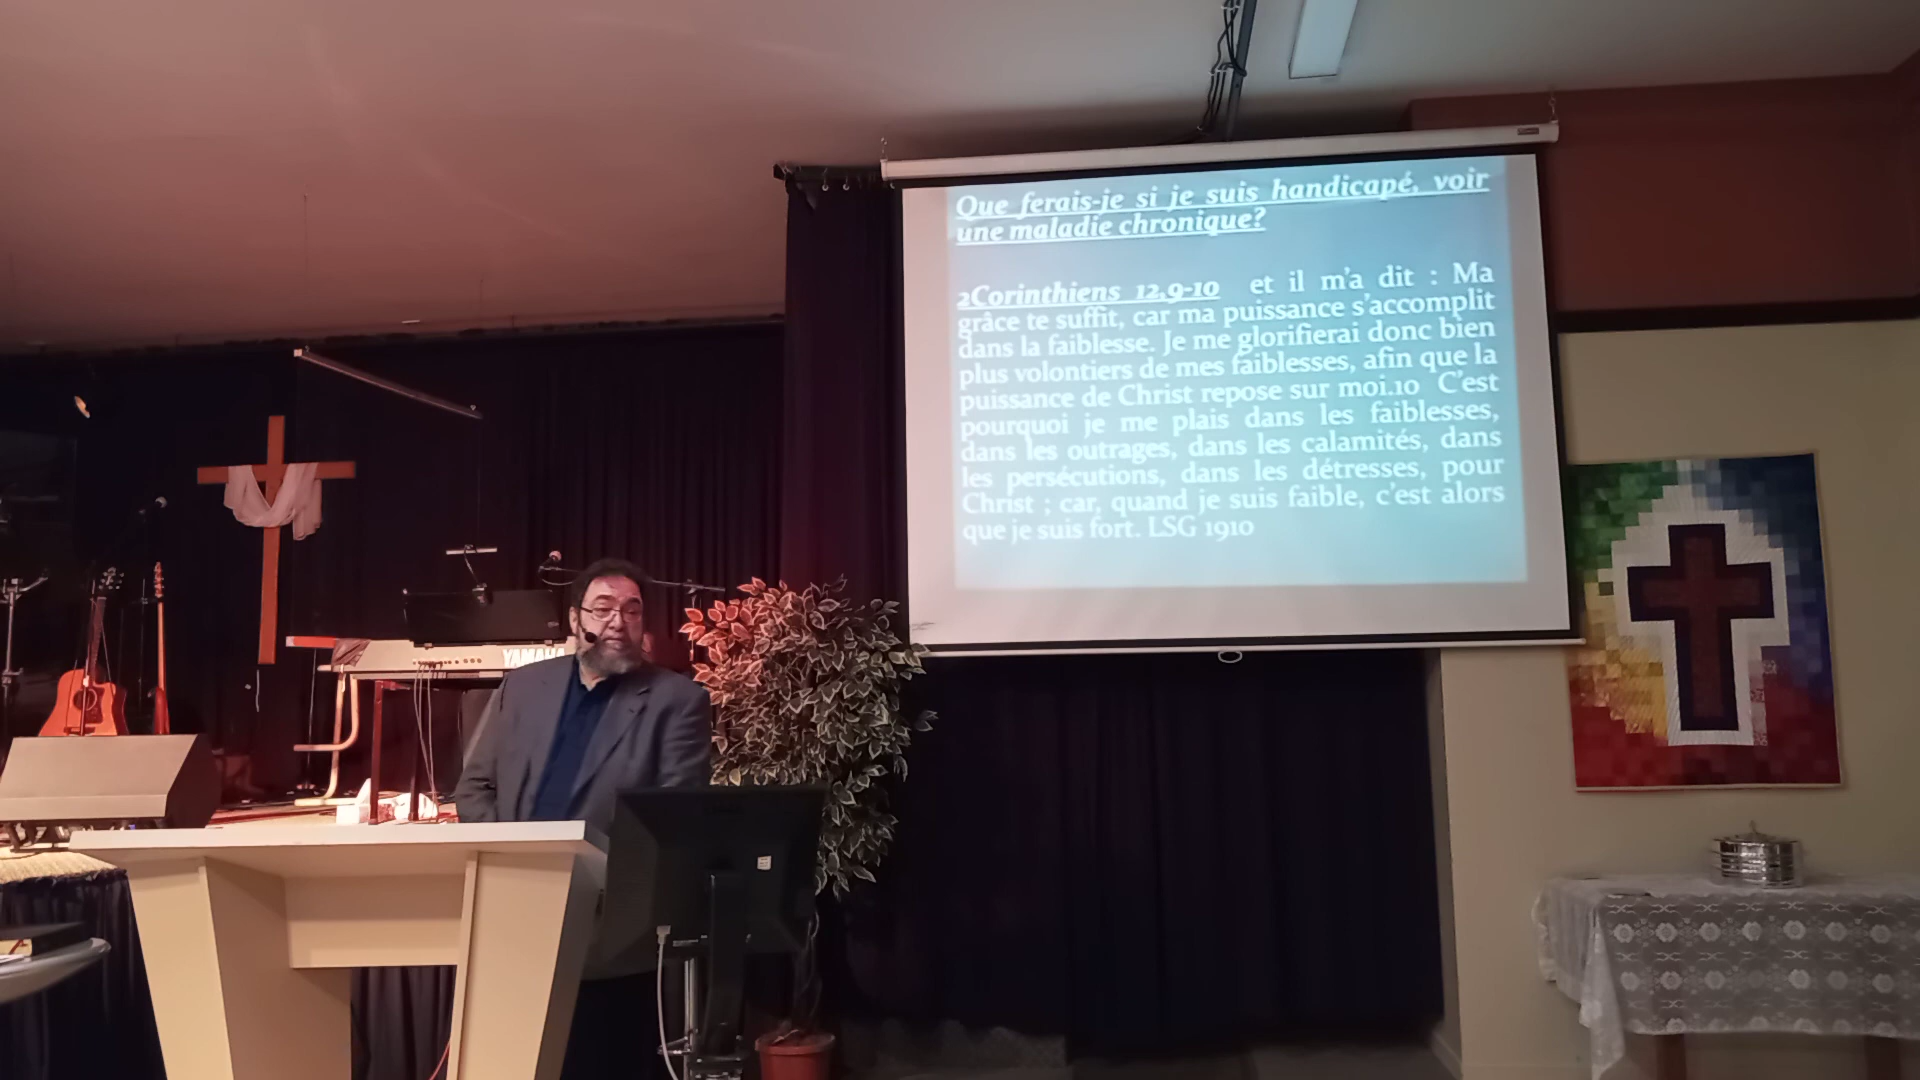 Que ferais-je si je suis handicapé, voir
une maladie chronique?
2Corinthiens 12,9-10 et il m'a dit : Ma
grâce te suffit, car ma puissance s'accomplit
dans la faiblesse. Je me glorifierai donc bien
plus volontiers de mes faiblesses, afin que la
puissance de Christ repose sur moi.10 C'est
pourquoi je me plais dans les faiblesses,
dans les outrages, dans les calamités, dans
les persécutions, dans les détresses, pour
Christ ; car, quand je suis faible, c'est alors
que je suis fort. LSG 1910
YAMAHA